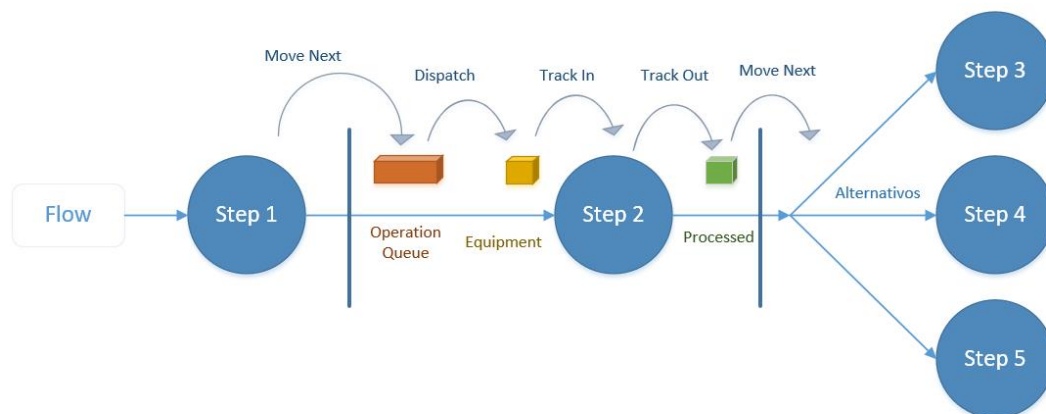 Move Next
Dispatch
Track In
Track Out
Move Next
Step 3
Flow
Step 1
Operation
Queue
Equipment
Step 2
Processed
Alternativos
Step 4
Step 5